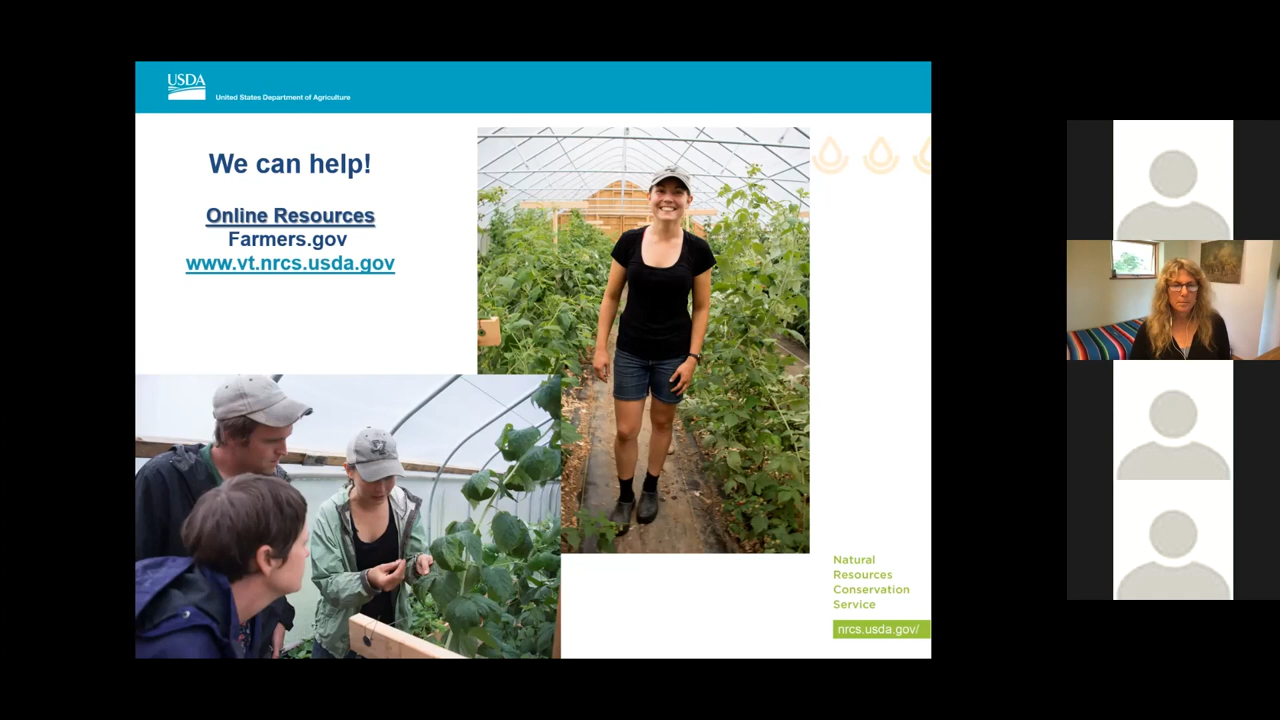 USDA
United States Department of Agriculture
We can help!
Online Resources
Farmers.gov
www.vt.nrcs.usda.gov
Natural
Resources
Conservation
Service
nrcs.usda.gov/